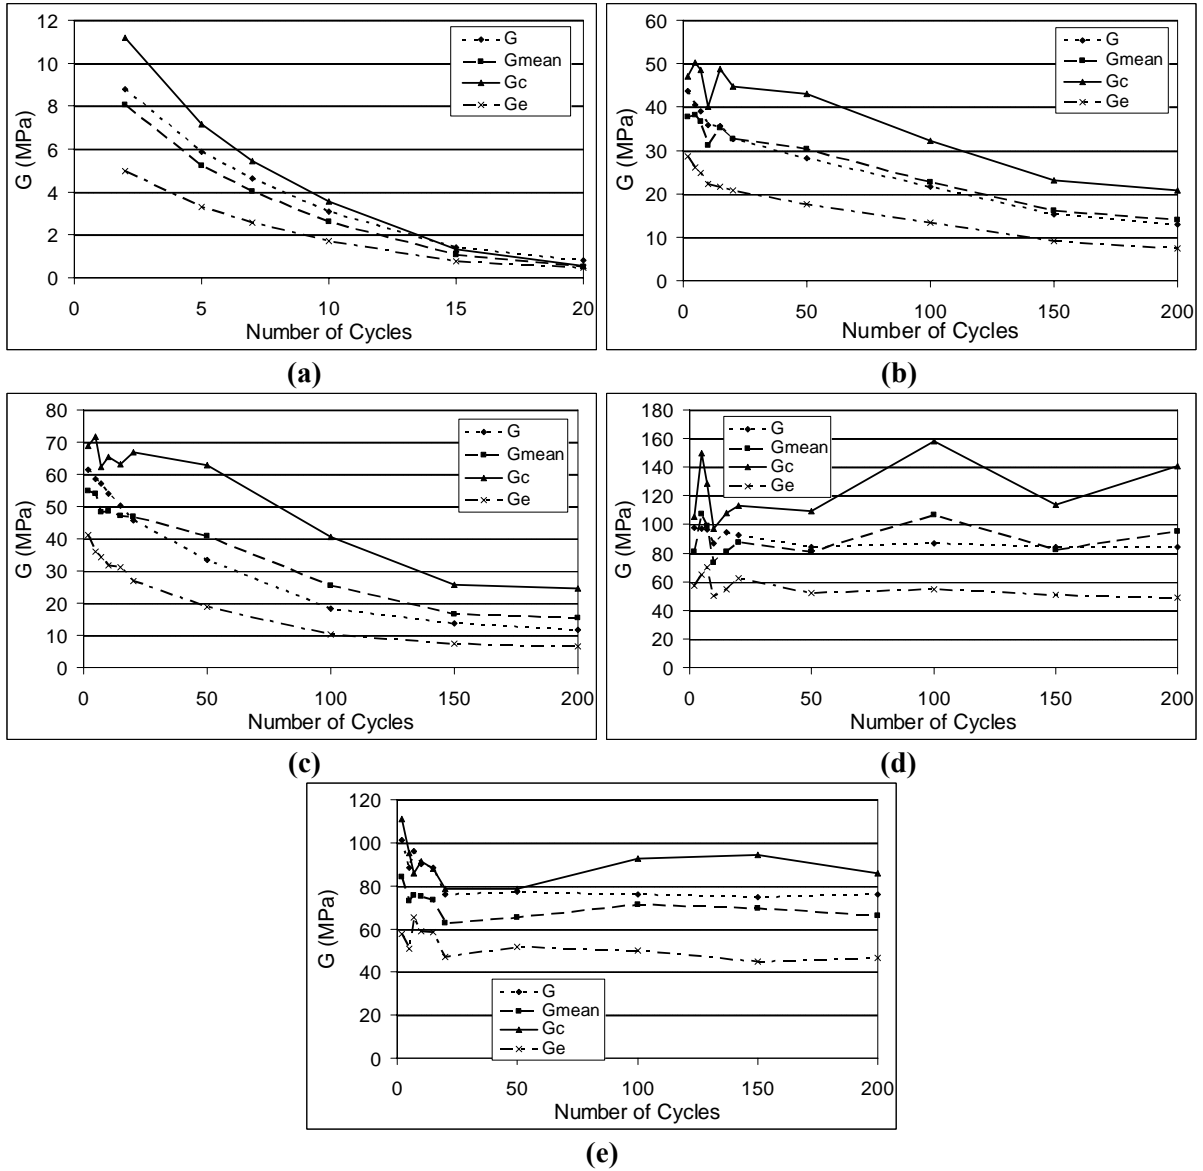 12
10
8
6
4
2
0
G (MPa)
G
Gmean
Gc
Ge
0 5 10 15 20
Number of Cycles
(a)
60
50
40
30
20
10
0
G (MPa)
G
Gmean
Gc
Ge
0 50 100 150 200
Number of Cycles
(b)
80
70
60
50
40
30
20
10
0
G (MPa)
G
Gmean
Gc
Ge
0 50 100 150 200
Number of Cycles
(c)
180
160
140
120
100
80
60
40
20
0
G (MPa)
G
Gmean
Gc
Ge
0 50 100 150 200
Number of Cycles
(d)
120
100
80
60
40
20
0
G (MPa)
G
Gmean
Gc
Ge
0 50 100 150 200
Number of Cycles
(e)